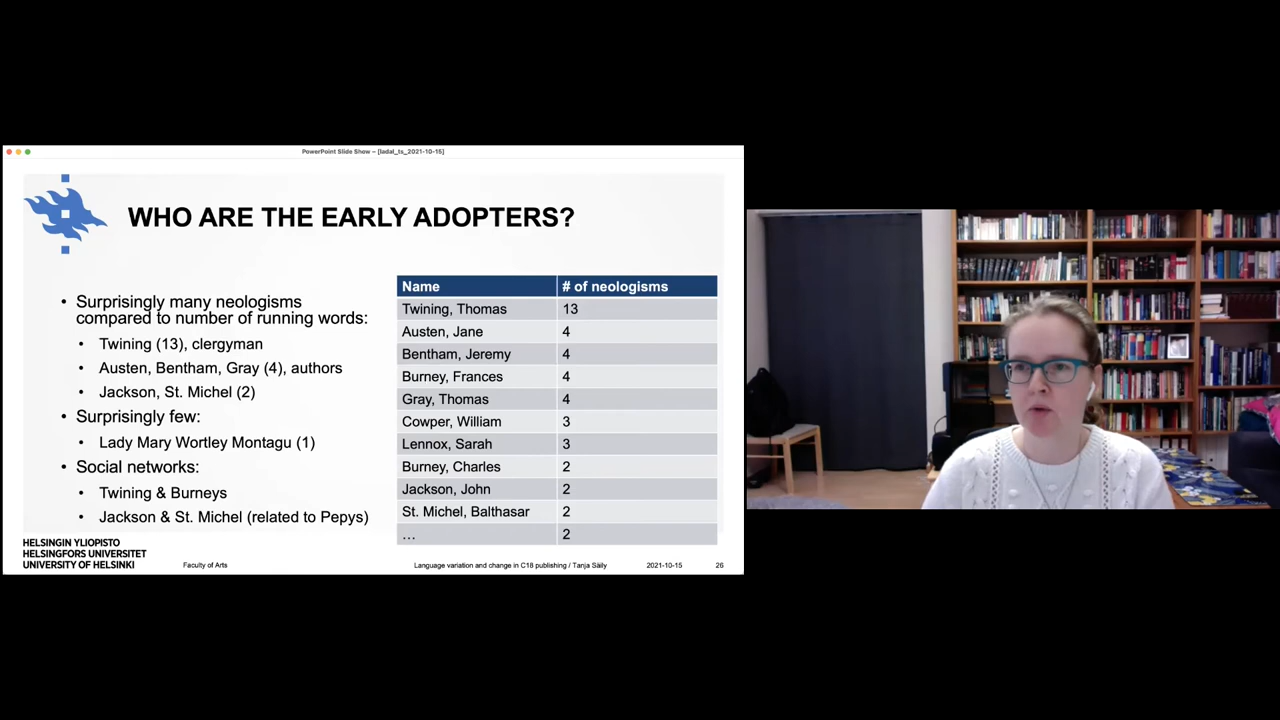 PowerPoint Slide Show – [ladal_ts_2021-10-15]
WHO ARE THE EARLY ADOPTERS?
• Surprisingly many neologisms
compared to number of running words:
• Twining (13), clergyman
• Austen, Bentham, Gray (4), authors
• Jackson, St. Michel (2)
• Surprisingly few:
• Lady Mary Wortley Montagu (1)
• Social networks:
• Twining & Burneys
• Jackson & St. Michel (related to Pepys)
Name # of neologisms
Twining, Thomas 13
Austen, Jane 4
Bentham, Jeremy 4
Burney, Frances 4
Gray, Thomas 4
Cowper, William 3
Lennox, Sarah 3
Burney, Charles 2
Jackson, John 2
St. Michel, Balthasar 2
… 2
HELSINGIN YLIOPISTO
HELSINGFORS UNIVERSITET
UNIVERSITY OF HELSINKI
Faculty of Arts
Language variation and change in C18 publishing / Tanja Säily
2021-10-15
26